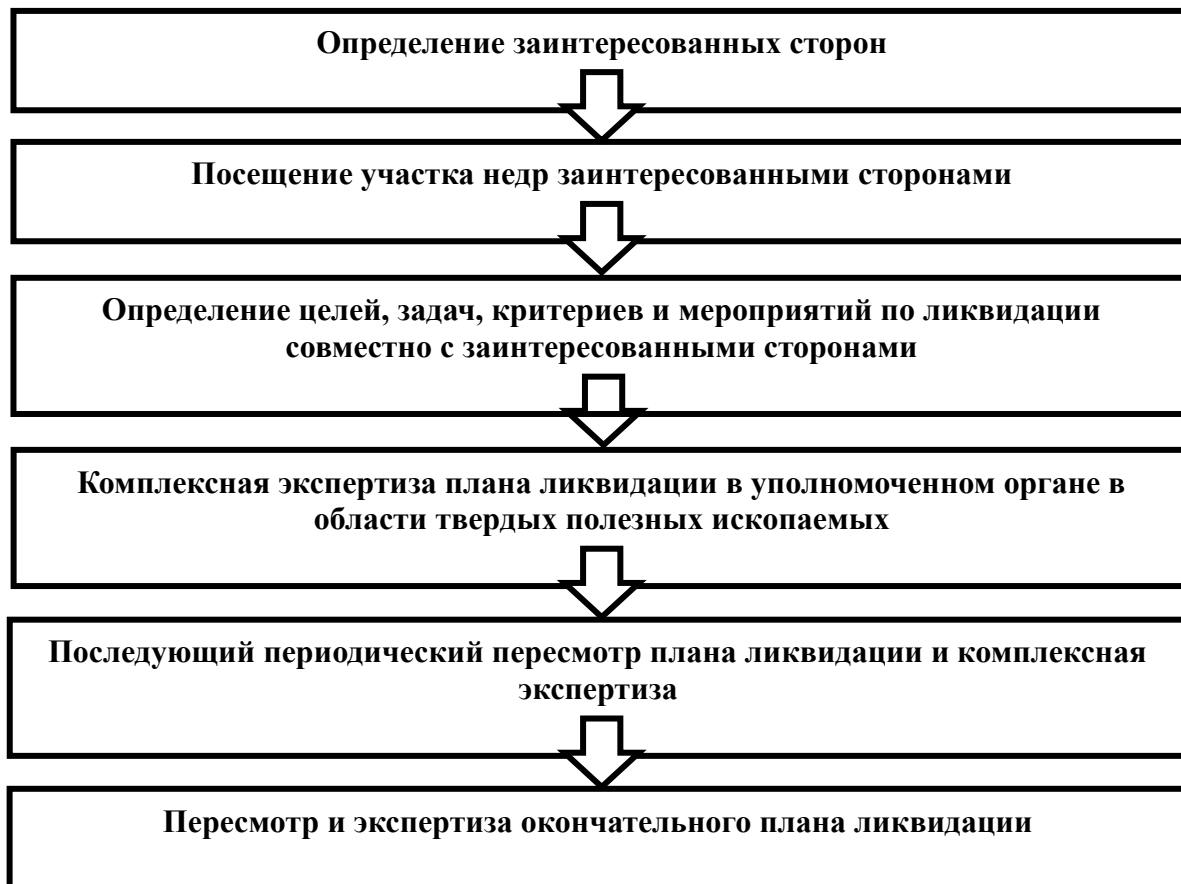 Определение заинтересованных сторон
Посещение участка недр заинтересованными сторонами
Определение целей, задач, критериев и мероприятий по ликвидации
совместно с заинтересованными сторонами
Комплексная экспертиза плана ликвидации в уполномоченном органе в
области твердых полезных ископаемых
Последующий периодический пересмотр плана ликвидации и комплексная
экспертиза
Пересмотр и экспертиза окончательного плана ликвидации